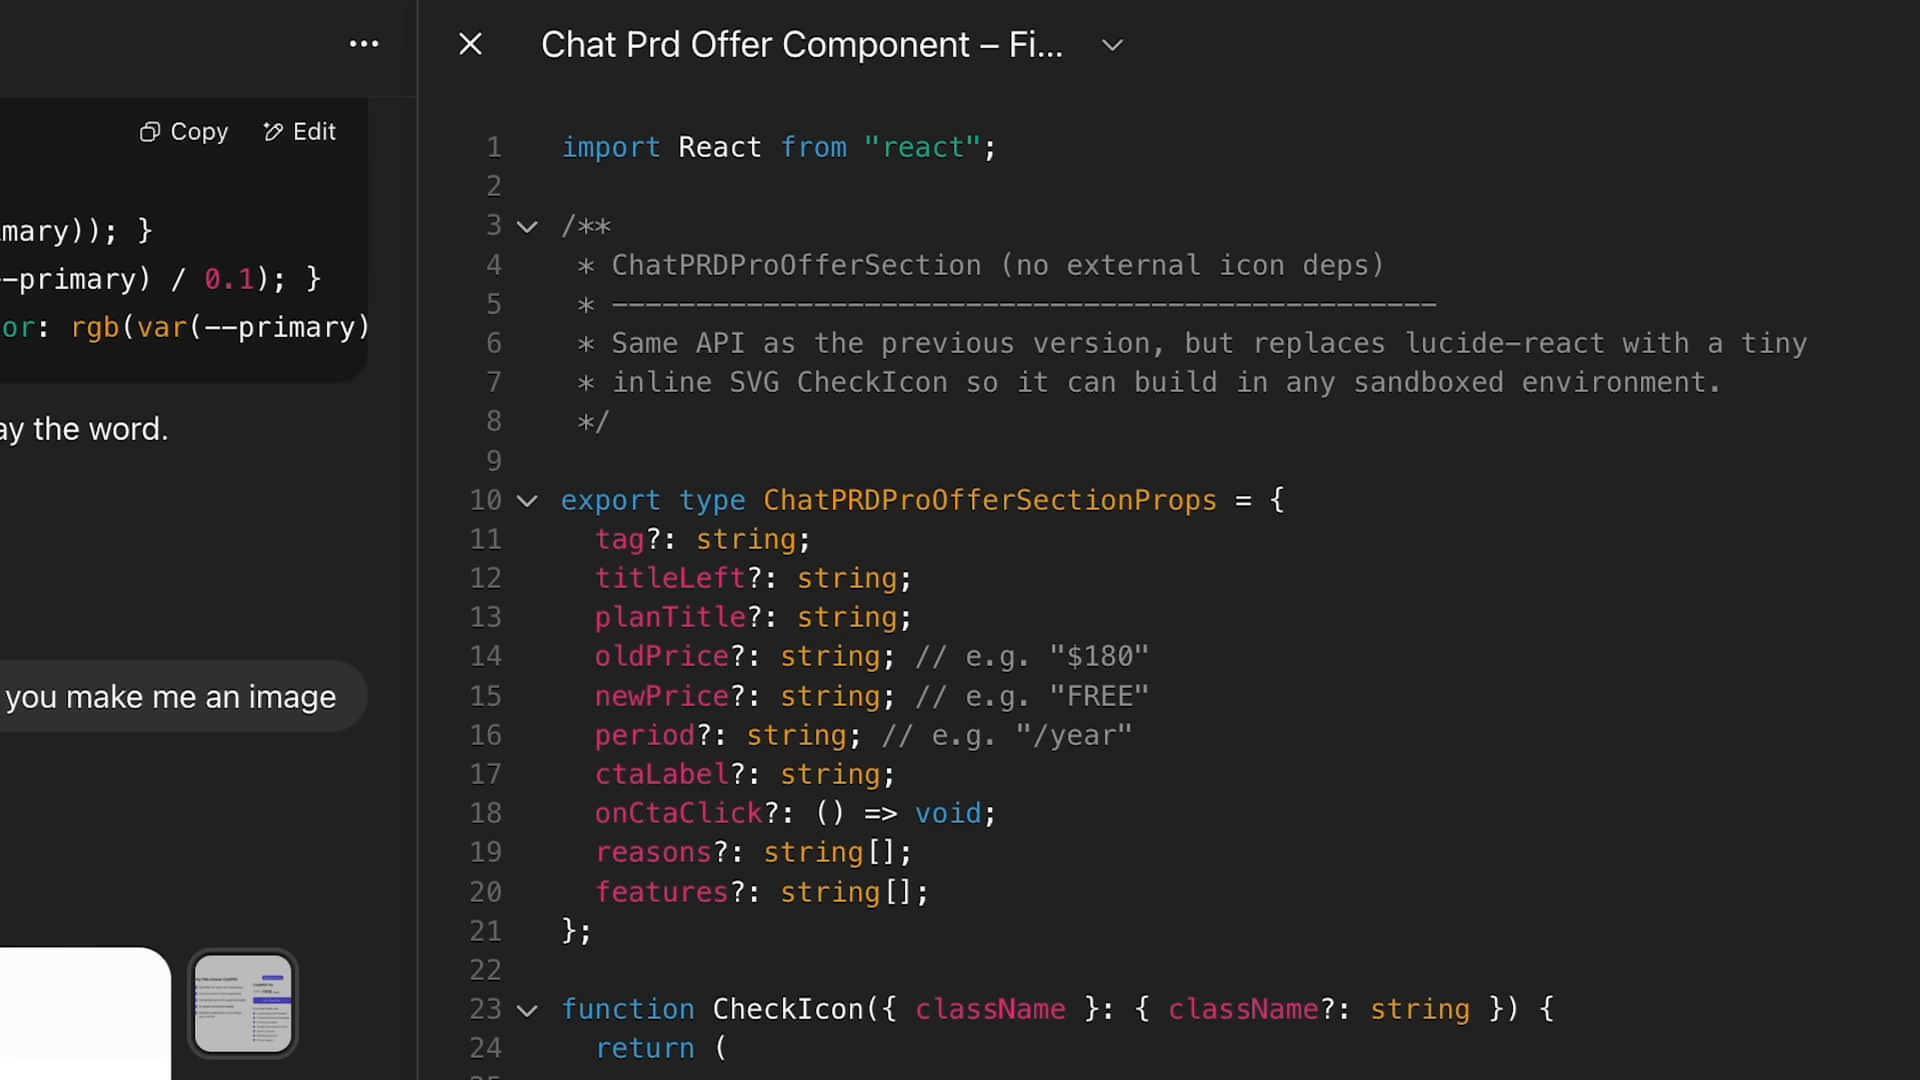 Chat Prd Offer Component – Fi...
Copy Edit
mary)); }
--primary) / 0.1); }
or: rgb(var(--primary)
ay the word.
you make me an image
1 import React from "react";
2
3 /**
4 * ChatPRDProOfferSection (no external icon deps)
5 * -------------------------------------------------
6 * Same API as the previous version, but replaces lucide-react with a tiny
7 * inline SVG CheckIcon so it can build in any sandboxed environment.
8 */
9
10 export type ChatPRDProOfferSectionProps = {
11 tag?: string;
12 titleLeft?: string;
13 planTitle?: string;
14 oldPrice?: string; // e.g. "$180"
15 newPrice?: string; // e.g. "FREE"
16 period?: string; // e.g. "/year"
17 ctaLabel?: string;
18 onCtaClick?: () => void;
19 reasons?: string[];
20 features?: string[];
21 };
22
23 function CheckIcon({ className }: { className?: string }) {
24 return (